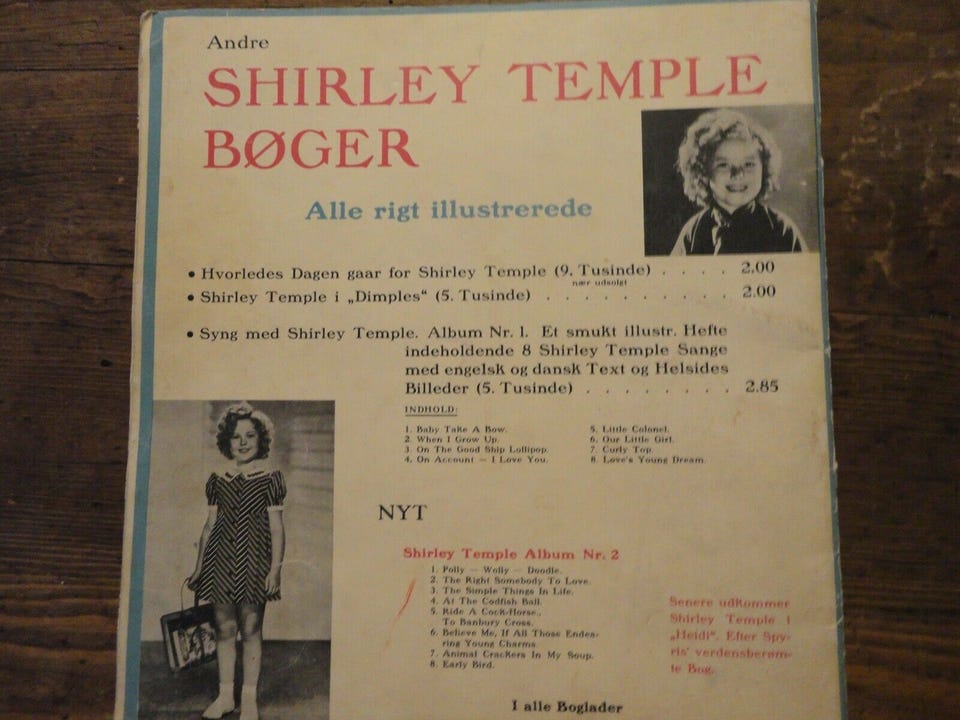 Andre
SHIRLEY TEMPLE
BØGER
Alle rigt illustrerede
• Hvorledes Dagen gaar for Shirley Temple (9. Tusinde) . . . . 2.00
nær udsolgt
• Shirley Temple i „Dimples“ (5. Tusinde) . . . . . . . . . . 2.00
• Syng med Shirley Temple. Album Nr. 1. Et smukt illustr. Hefte
indeholdende 8 Shirley Temple Sange
med engelsk og dansk Text og Helsides
Billeder (5. Tusinde) . . . . . . . . 2.85
INDHOLD:
1. Baby Take A Bow.
2. When I Grow Up.
3. On The Good Ship Lollipop.
4. On Account — I Love You.
5. Little Colonel.
6. Our Little Girl.
7. Curly Top.
8. Love's Young Dream.
NYT
Shirley Temple Album Nr. 2
1. Polly — Wolly — Doodle.
2. The Right Somebody To Love.
3. The Simple Things In Life.
4. At The Codfish Ball.
5. Ride A Cock-Horse,
To Banbury Cross.
6. Believe Me, If All Those Endea-
ring Young Charms
7. Animal Crackers In My Soup.
8. Early Bird.
Senere udkommer
Shirley Temple i
„Heidi“. Efter Spy-
ris' verdensberøm-
te Bog.
I alle Boglader